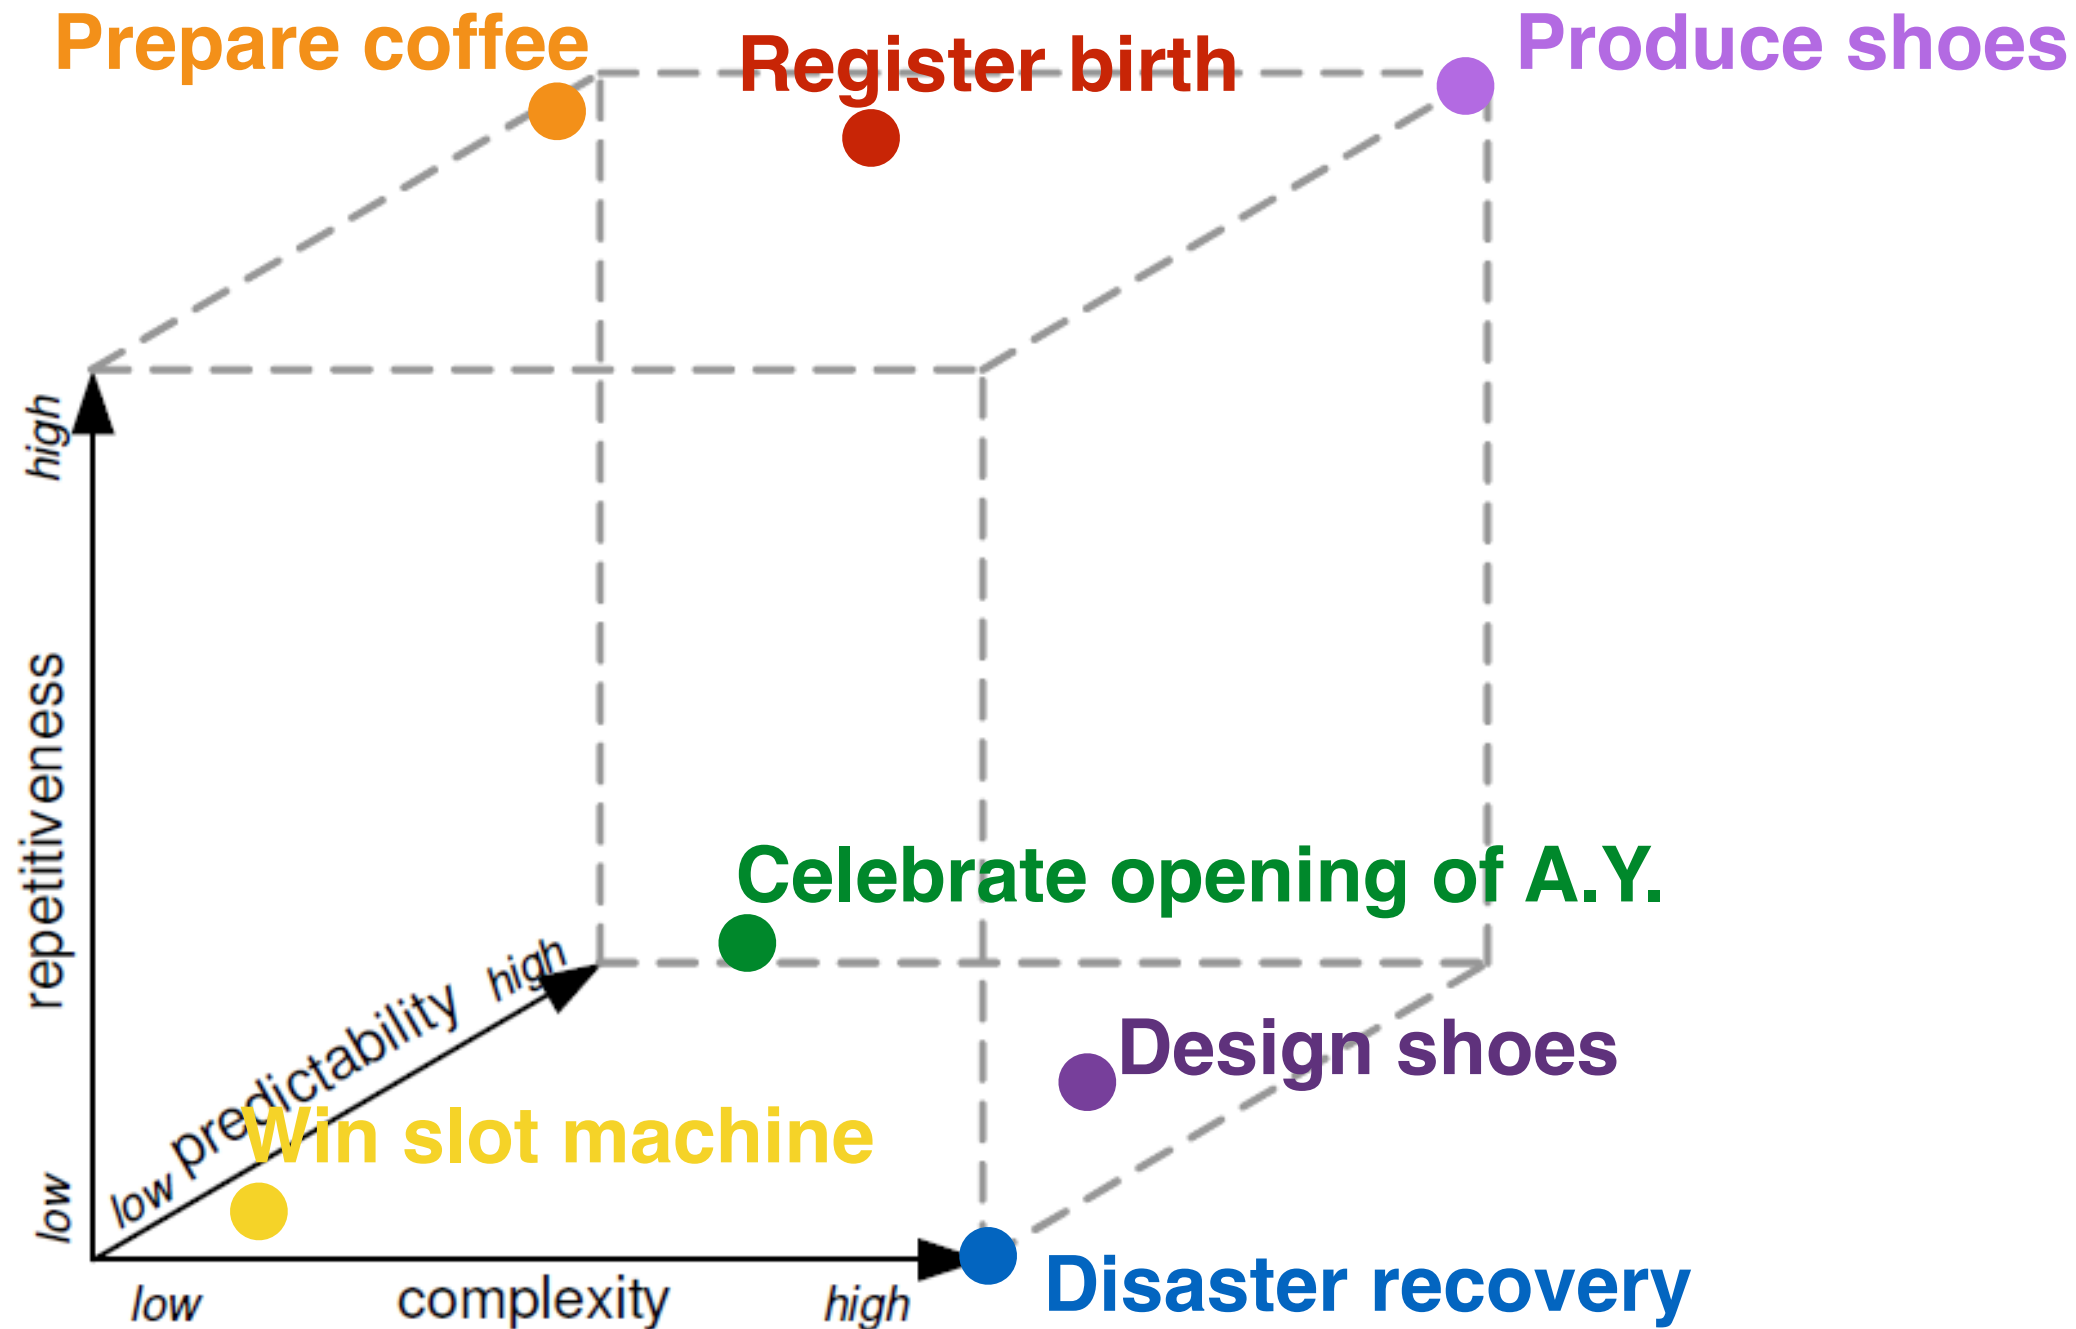 Prepare coffee
Register birth
Produce shoes
high
repetitiveness
low
Celebrate opening of A.Y.
high
predictability
low
Design shoes
Win slot machine
Disaster recovery
low
complexity
high